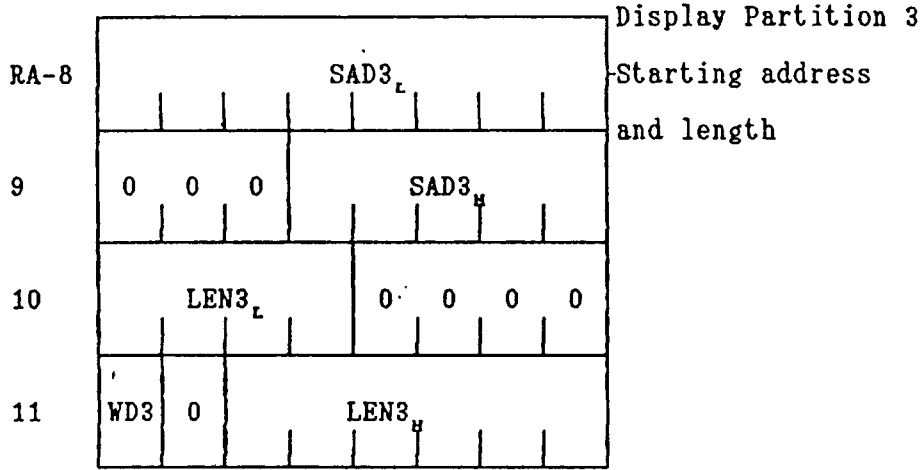 Display Partition 3
RA-8 SAD3L Starting address
and length
9 0 0 0 SAD3H
10 LEN3L 0 0 0 0
11 WD3 0 LEN3H